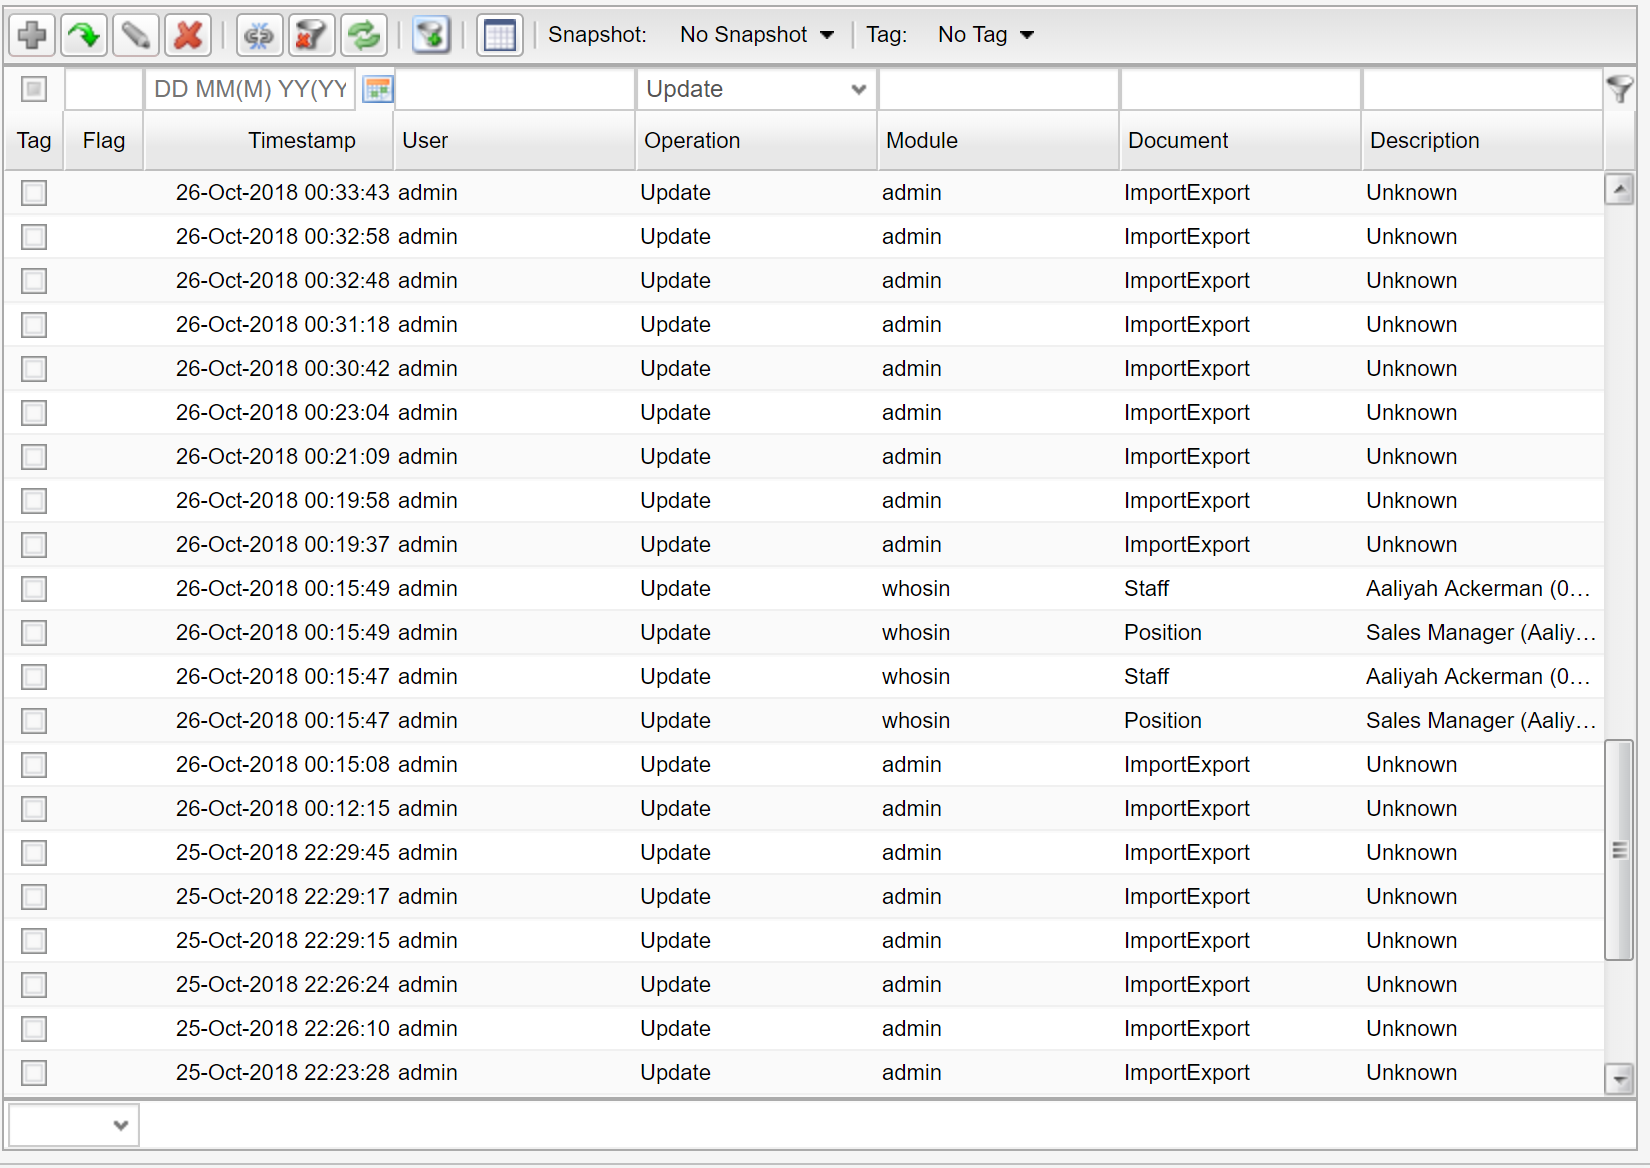 Snapshot: No Snapshot Tag: No Tag
DD MM(M) YY(YY Update
Tag Flag Timestamp User Operation Module Document Description
26-Oct-2018 00:33:43 admin Update admin ImportExport Unknown
26-Oct-2018 00:32:58 admin Update admin ImportExport Unknown
26-Oct-2018 00:32:48 admin Update admin ImportExport Unknown
26-Oct-2018 00:31:18 admin Update admin ImportExport Unknown
26-Oct-2018 00:30:42 admin Update admin ImportExport Unknown
26-Oct-2018 00:23:04 admin Update admin ImportExport Unknown
26-Oct-2018 00:21:09 admin Update admin ImportExport Unknown
26-Oct-2018 00:19:58 admin Update admin ImportExport Unknown
26-Oct-2018 00:19:37 admin Update admin ImportExport Unknown
26-Oct-2018 00:15:49 admin Update whosin Staff Aaliyah Ackerman (0...
26-Oct-2018 00:15:49 admin Update whosin Position Sales Manager (Aaliy...
26-Oct-2018 00:15:47 admin Update whosin Staff Aaliyah Ackerman (0...
26-Oct-2018 00:15:47 admin Update whosin Position Sales Manager (Aaliy...
26-Oct-2018 00:15:08 admin Update admin ImportExport Unknown
26-Oct-2018 00:12:15 admin Update admin ImportExport Unknown
25-Oct-2018 22:29:45 admin Update admin ImportExport Unknown
25-Oct-2018 22:29:17 admin Update admin ImportExport Unknown
25-Oct-2018 22:29:15 admin Update admin ImportExport Unknown
25-Oct-2018 22:26:24 admin Update admin ImportExport Unknown
25-Oct-2018 22:26:10 admin Update admin ImportExport Unknown
25-Oct-2018 22:23:28 admin Update admin ImportExport Unknown